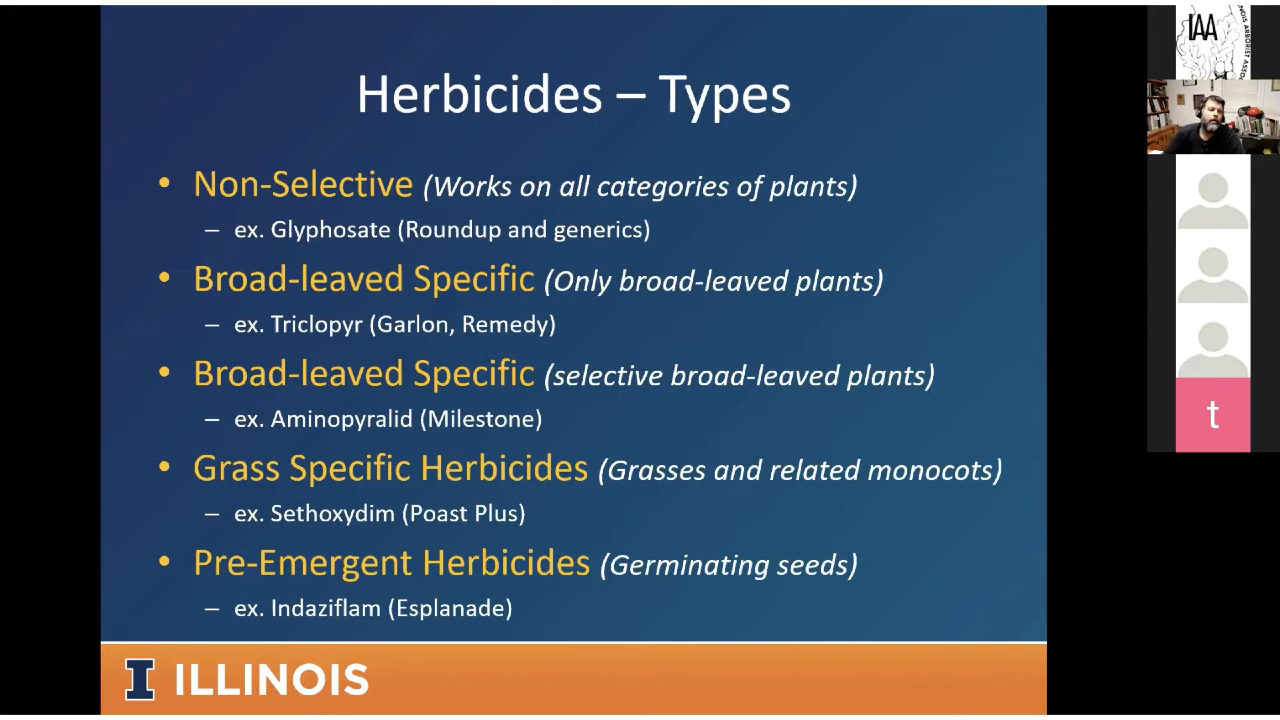 Herbicides – Types
• Non-Selective (Works on all categories of plants)
– ex. Glyphosate (Roundup and generics)
• Broad-leaved Specific (Only broad-leaved plants)
– ex. Triclopyr (Garlon, Remedy)
• Broad-leaved Specific (selective broad-leaved plants)
– ex. Aminopyralid (Milestone)
• Grass Specific Herbicides (Grasses and related monocots)
– ex. Sethoxydim (Poast Plus)
• Pre-Emergent Herbicides (Germinating seeds)
– ex. Indaziflam (Esplanade)
I ILLINOIS
IAA
t